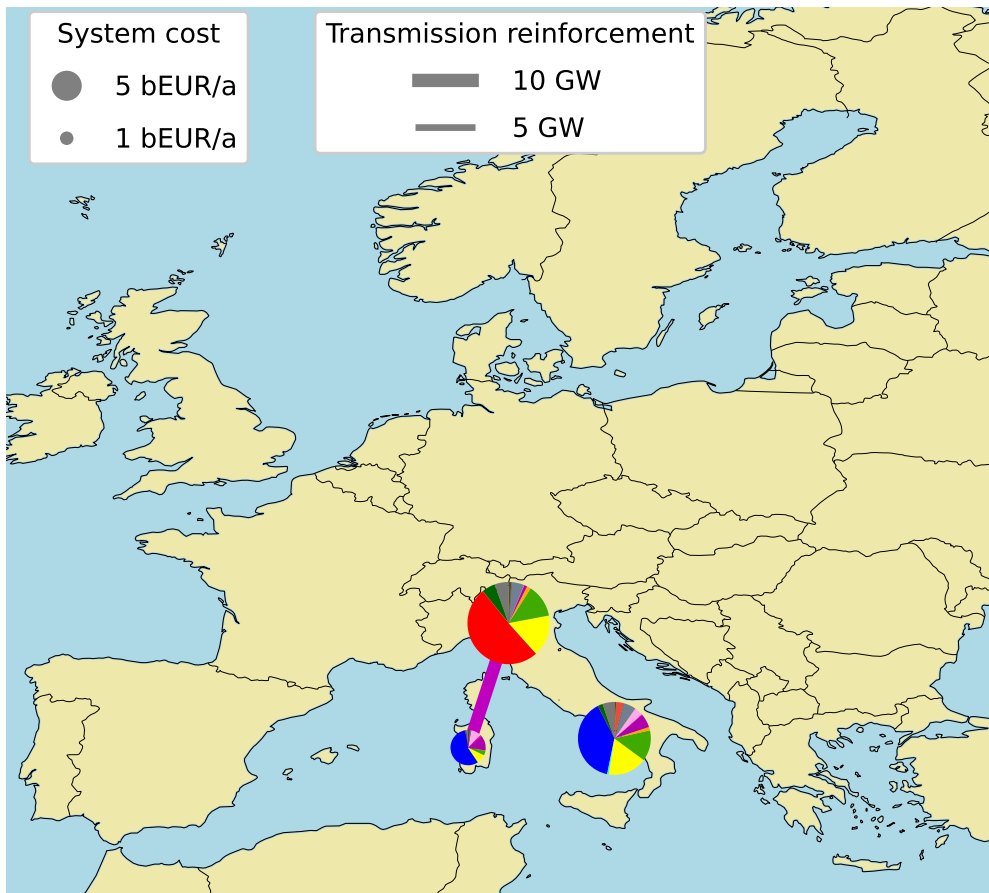 System cost
5 bEUR/a
1 bEUR/a
Transmission reinforcement
10 GW
5 GW